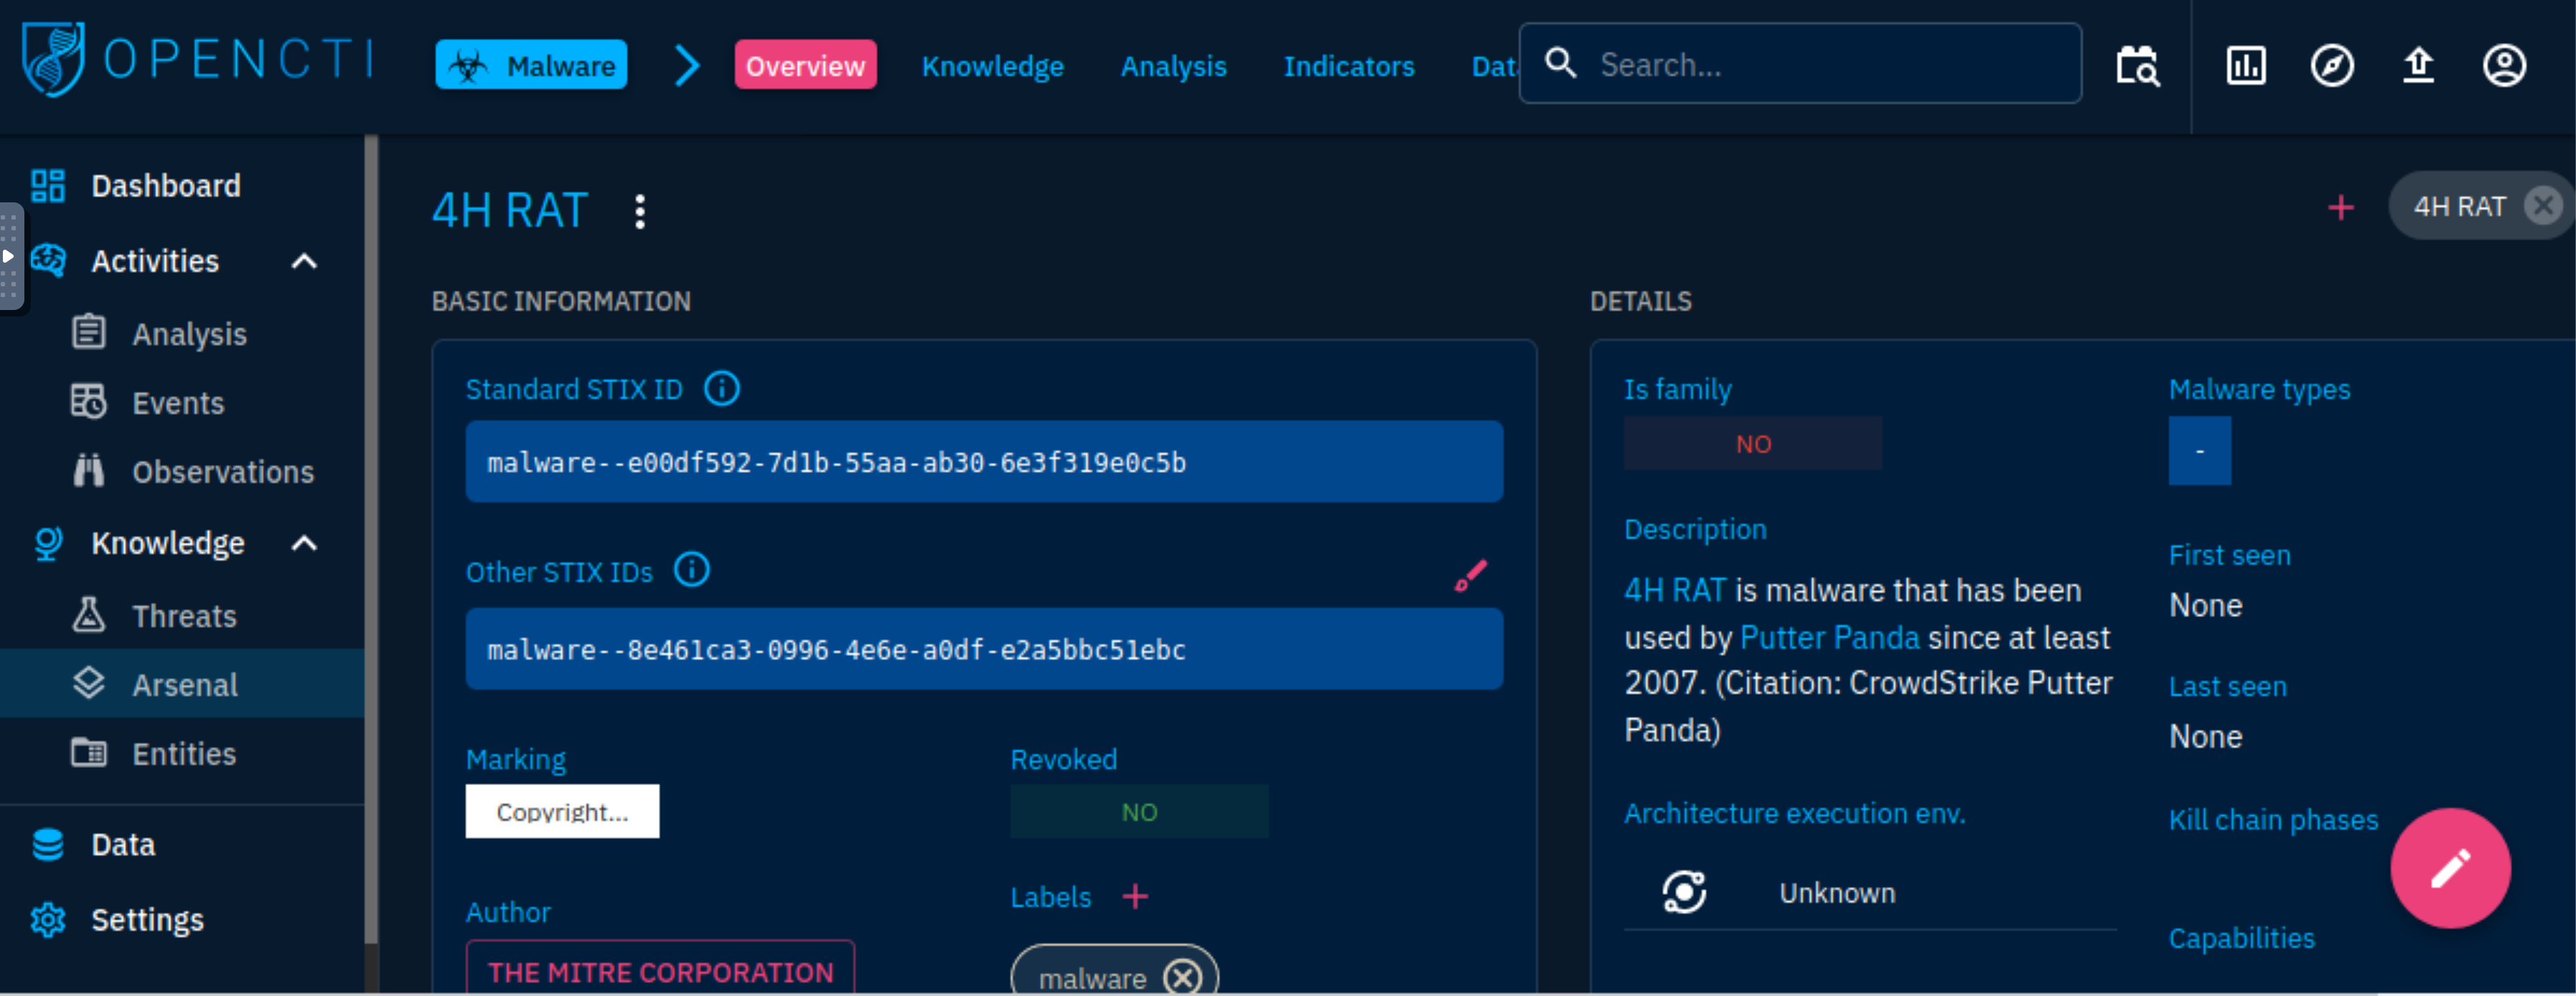 OPENCTI
Malware
Overview
Knowledge
Analysis
Indicators
Dat
Search...
Dashboard
Activities
Analysis
Events
Observations
Knowledge
Threats
Arsenal
Entities
Data
Settings
4H RAT
4H RAT
BASIC INFORMATION
Standard STIX ID
malware--e00df592-7d1b-55aa-ab30-6e3f319e0c5b
Other STIX IDs
malware--8e461ca3-0996-4e6e-a0df-e2a5bbc51ebc
Marking
Copyright...
Revoked
NO
Author
THE MITRE CORPORATION
Labels
malware
DETAILS
Is family
NO
Description
4H RAT is malware that has been
used by Putter Panda since at least
2007. (Citation: CrowdStrike Putter
Panda)
Architecture execution env.
Unknown
Malware types
-
First seen
None
Last seen
None
Kill chain phases
Capabilities